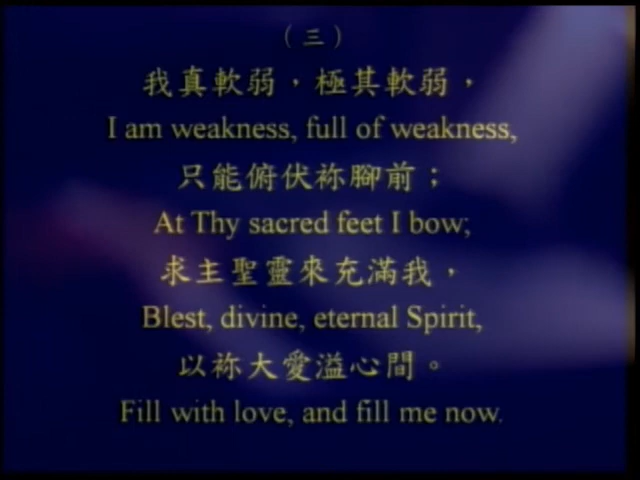 （三）
我真軟弱，極其軟弱，
I am weakness, full of weakness,
只能俯伏祢腳前；
At Thy sacred feet I bow;
求主聖靈來充滿我，
Blest, divine, eternal Spirit,
以祢大愛溢心間。
Fill with love, and fill me now.